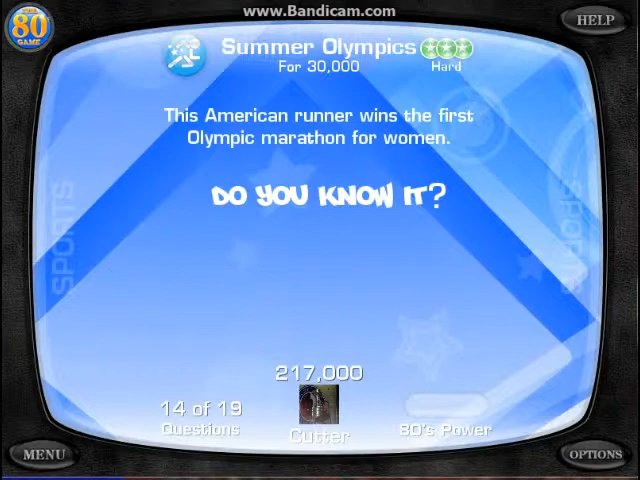 www.Bandicam.com
THE
80
GAME
HELP
Summer Olympics
For 30,000
Hard
This American runner wins the first
Olympic marathon for women.
DO YOU KNOW IT?
SPORTS
SPORTS
217,000
14 of 19
Questions
Cutter
80's Power
MENU
OPTIONS